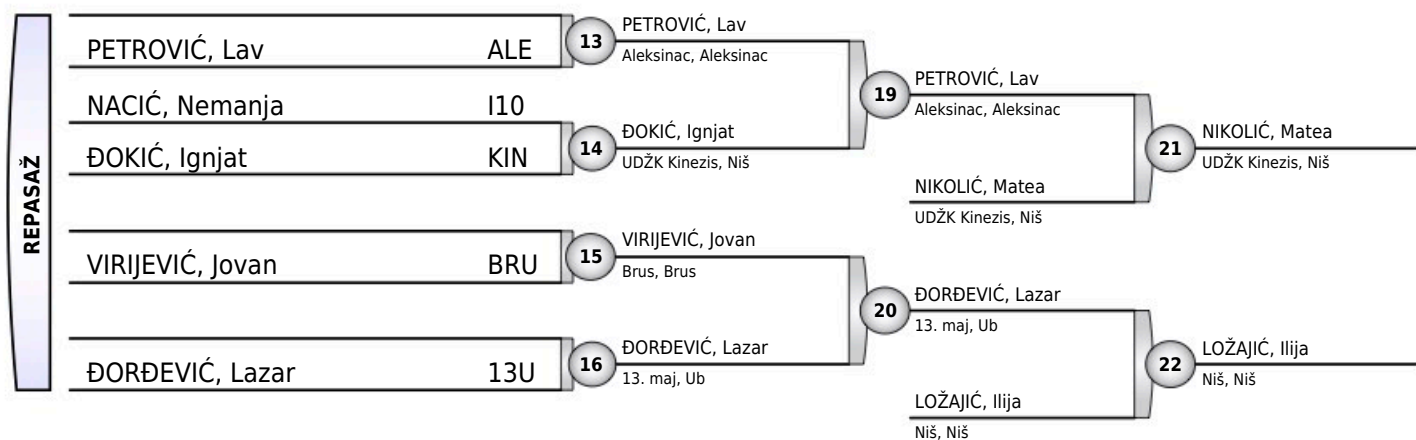 REPASAŽ
PETROVIĆ, Lav ALE
NACIĆ, Nemanja I10
ĐOKIĆ, Ignjat KIN
VIRIJEVIĆ, Jovan BRU
ĐORĐEVIĆ, Lazar 13U
13
PETROVIĆ, Lav
Aleksinac, Aleksinac
14
ĐOKIĆ, Ignjat
UDŽK Kinezis, Niš
15
VIRIJEVIĆ, Jovan
Brus, Brus
16
ĐORĐEVIĆ, Lazar
13. maj, Ub
19
PETROVIĆ, Lav
Aleksinac, Aleksinac
NIKOLIĆ, Matea
UDŽK Kinezis, Niš
20
ĐORĐEVIĆ, Lazar
13. maj, Ub
LOŽAJIĆ, Ilija
Niš, Niš
21
NIKOLIĆ, Matea
UDŽK Kinezis, Niš
22
LOŽAJIĆ, Ilija
Niš, Niš